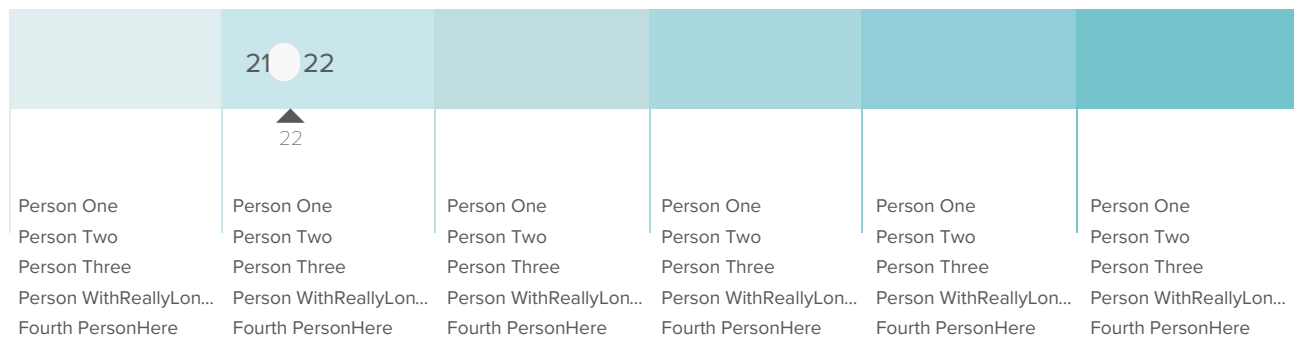 21 22
22
Person One Person One Person One Person One Person One Person One
Person Two Person Two Person Two Person Two Person Two Person Two
Person Three Person Three Person Three Person Three Person Three Person Three
Person WithReallyLon... Person WithReallyLon... Person WithReallyLon... Person WithReallyLon... Person WithReallyLon... Person WithReallyLon...
Fourth PersonHere Fourth PersonHere Fourth PersonHere Fourth PersonHere Fourth PersonHere Fourth PersonHere